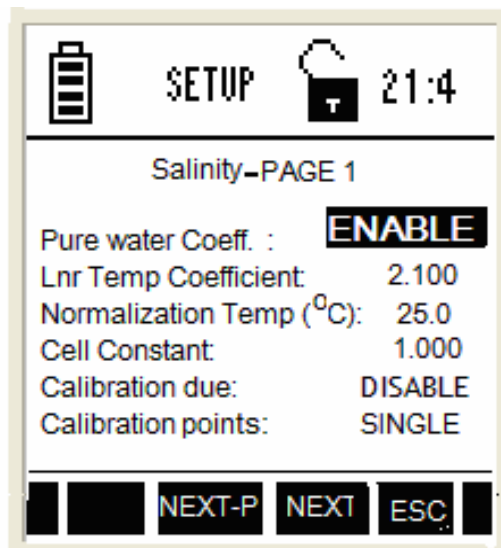 SETUP T 21:4
Salinity-PAGE 1
Pure water Coeff. : ENABLE
Lnr Temp Coefficient: 2.100
Normalization Temp (⁰C): 25.0
Cell Constant: 1.000
Calibration due: DISABLE
Calibration points: SINGLE
NEXT-P NEXT ESC